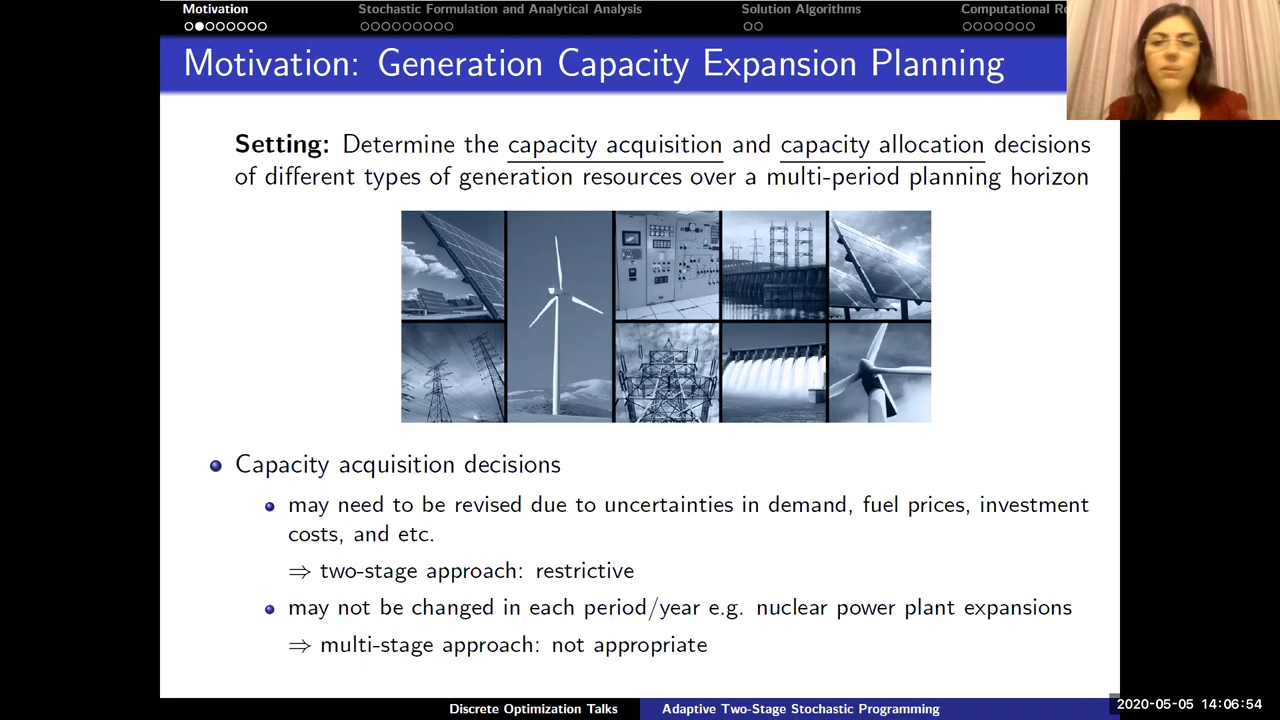 Motivation
Stochastic Formulation and Analytical Analysis
Solution Algorithms
Computational
Motivation: Generation Capacity Expansion Planning
Setting: Determine the capacity acquisition and capacity allocation decisions
of different types of generation resources over a multi-period planning horizon
Capacity acquisition decisions
may need to be revised due to uncertainties in demand, fuel prices, investment
costs, and etc.
⇒ two-stage approach: restrictive
may not be changed in each period/year e.g. nuclear power plant expansions
⇒ multi-stage approach: not appropriate
Discrete Optimization Talks
Adaptive Two-Stage Stochastic Programming
2020-05-05 14:06:54